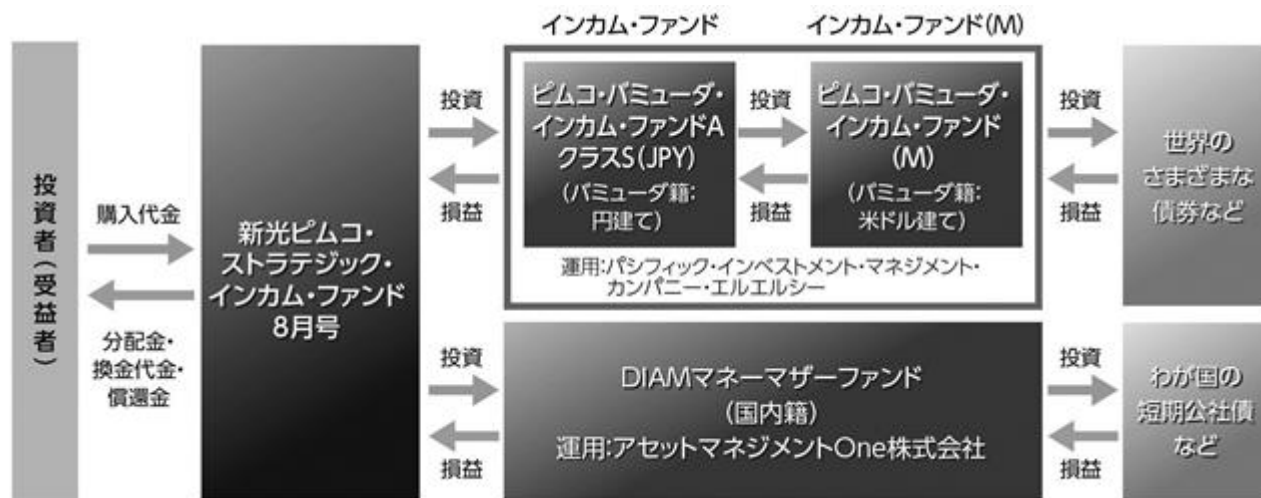 インカム・ファンド
インカム・ファンド(M)
投資者(受益者)
購入代金
分配金・
換金代金・
償還金
新光ピムコ・
ストラテジック・
インカム・ファンド
8月号
投資
損益
ピムコ・バミューダ・
インカム・ファンドA
クラスS(JPY)
(バミューダ籍:
円建て)
投資
損益
ピムコ・バミューダ・
インカム・ファンド
(M)
(バミューダ籍:
米ドル建て)
運用:パシフィック・インベストメント・マネジメント・
カンパニー・エルエルシー
投資
損益
世界の
さまざまな
債券など
投資
損益
DIAMマネーマザーファンド
(国内籍)
運用:アセットマネジメントOne株式会社
投資
損益
わが国の
短期公社債
など